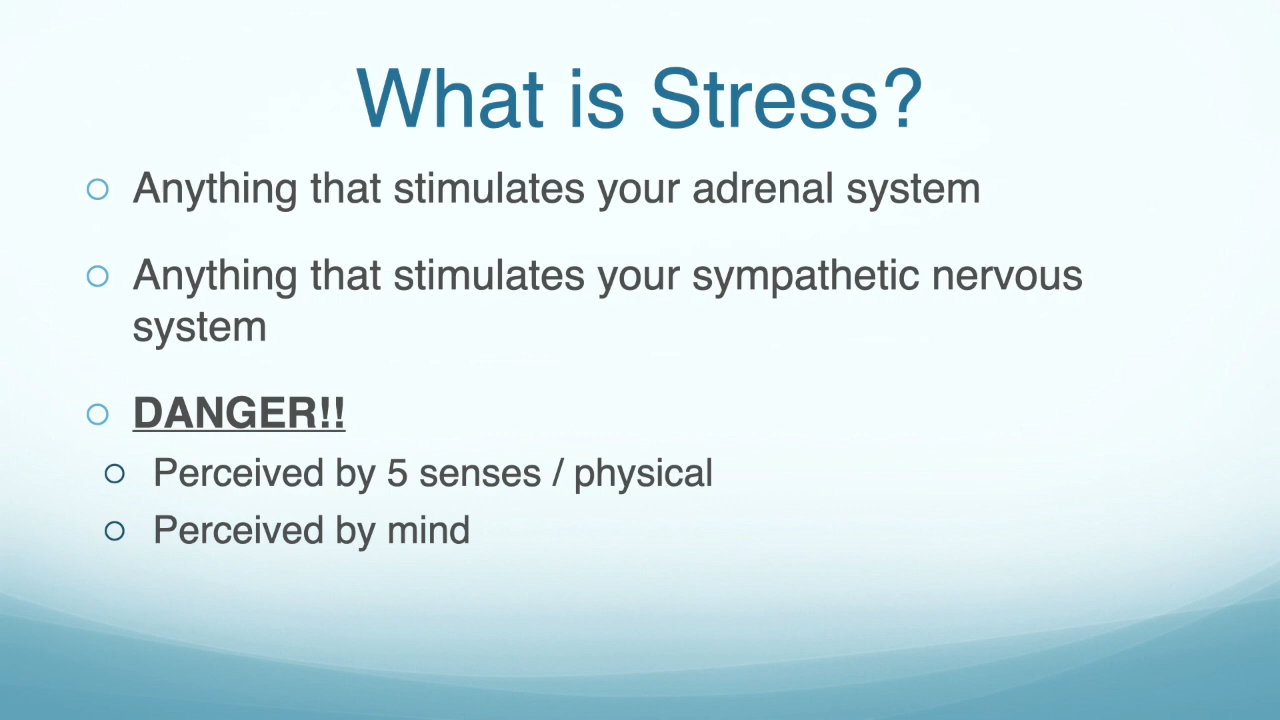 What is Stress?
Anything that stimulates your adrenal system
Anything that stimulates your sympathetic nervous
system
DANGER!!
Perceived by 5 senses / physical
Perceived by mind